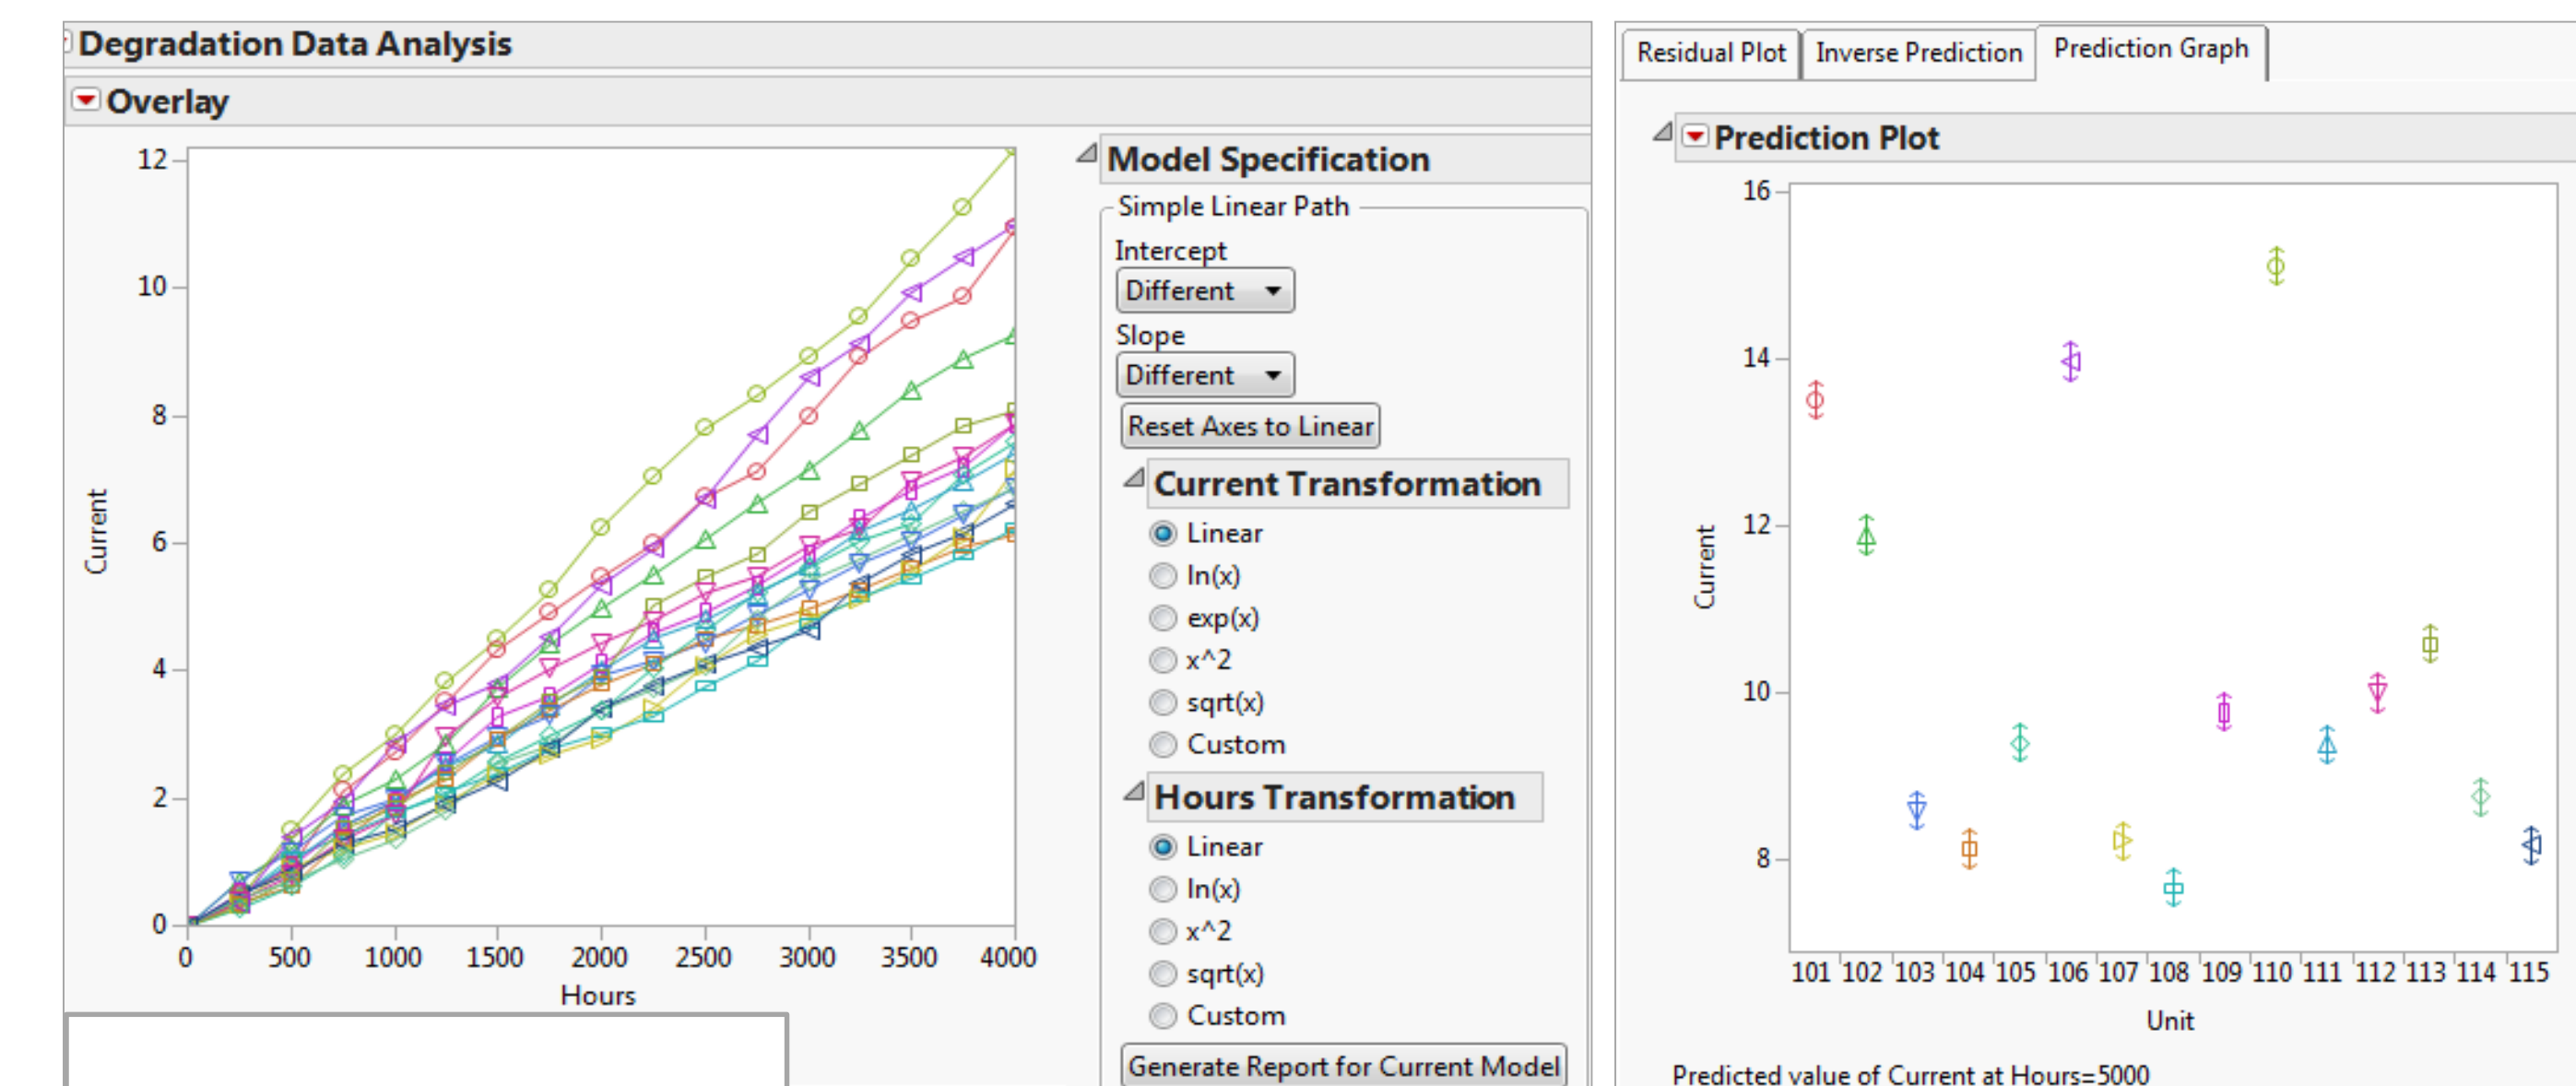 Degradation Data Analysis
Overlay
12
10
8
6
4
2
0
Current
0 500 1000 1500 2000 2500 3000 3500 4000
Hours
Model Specification
Simple Linear Path
Intercept
Different
Slope
Different
Reset Axes to Linear
Current Transformation
Linear
ln(x)
exp(x)
x^2
sqrt(x)
Custom
Hours Transformation
Linear
ln(x)
x^2
sqrt(x)
Custom
Generate Report for Current Model
Residual Plot Inverse Prediction Prediction Graph
Prediction Plot
16
14
12
10
8
Current
101 102 103 104 105 106 107 108 109 110 111 112 113 114 115
Unit
Predicted value of Current at Hours=5000